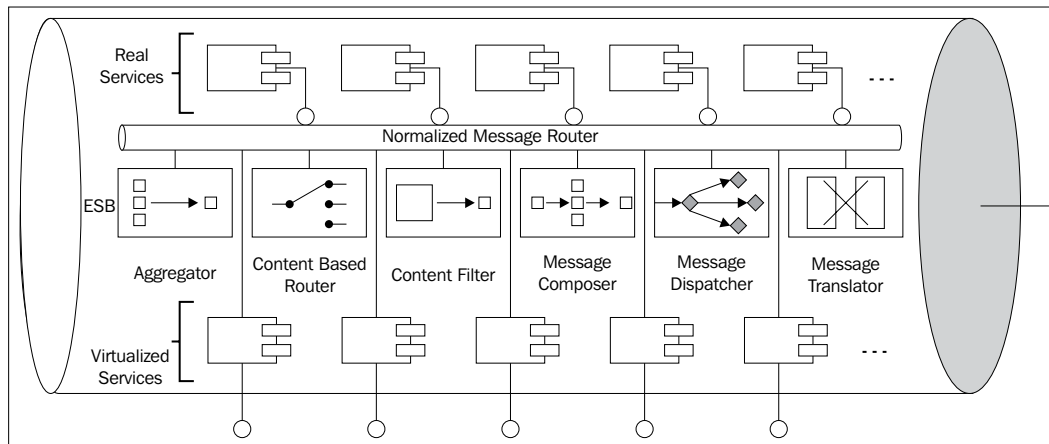 Real
Services
...
Normalized Message Router
ESB
Aggregator
Content Based
Router
Content Filter
Message
Composer
Message
Dispatcher
Message
Translator
Virtualized
Services
...